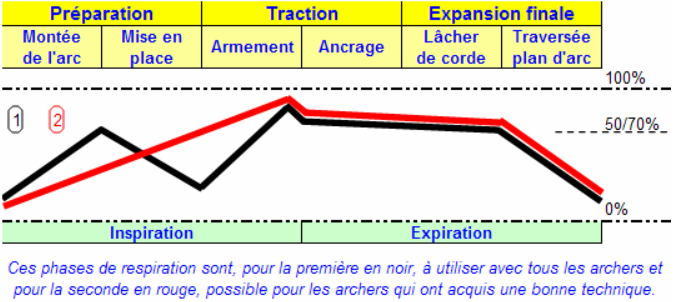 Préparation Traction Expansion finale
Montée Mise en Armement Ancrage Lâcher Traversée
de l'arc place de corde plan d'arc
100%
1 2 50/70%
0%
Inspiration Expiration
Ces phases de respiration sont, pour la première en noir, à utiliser avec tous les archers et
pour la seconde en rouge, possible pour les archers qui ont acquis une bonne technique.